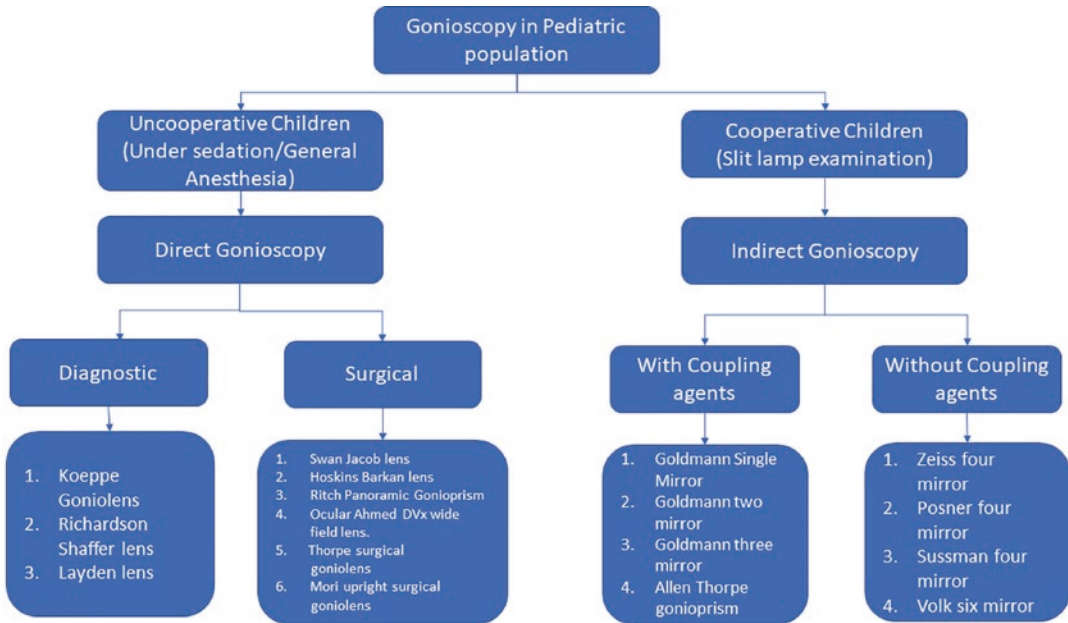 Gonioscopy in Pediatric
population
Uncooperative Children
(Under sedation/General
Anesthesia)
Cooperative Children
(Slit lamp examination)
Direct Gonioscopy
Indirect Gonioscopy
Diagnostic
Surgical
With Coupling
agents
Without Coupling
agents
1. Koeppe
Goniolens
2. Richardson
Shaffer lens
3. Layden lens
1. Swan Jacob lens
2. Hoskins Barkan lens
3. Ritch Panoramic Gonioprism
4. Ocular Ahmed DVx wide
field lens.
5. Thorpe surgical
goniolens
6. Mori upright surgical
goniolens
1. Goldmann Single
Mirror
2. Goldmann two
mirror
3. Goldmann three
mirror
4. Allen Thorpe
gonioprism
1. Zeiss four
mirror
2. Posner four
mirror
3. Sussman four
mirror
4. Volk six mirror